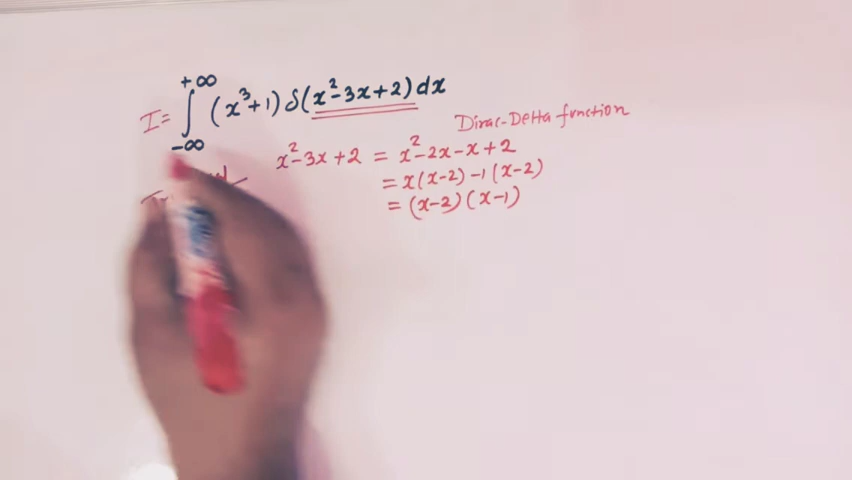 I = ∫_{-∞}^{+∞} (x³+1) δ(x²-3x+2) dx
Dirac-Delta function
x²-3x+2 = x²-2x-x+2
= x(x-2)-1(x-2)
= (x-2)(x-1)